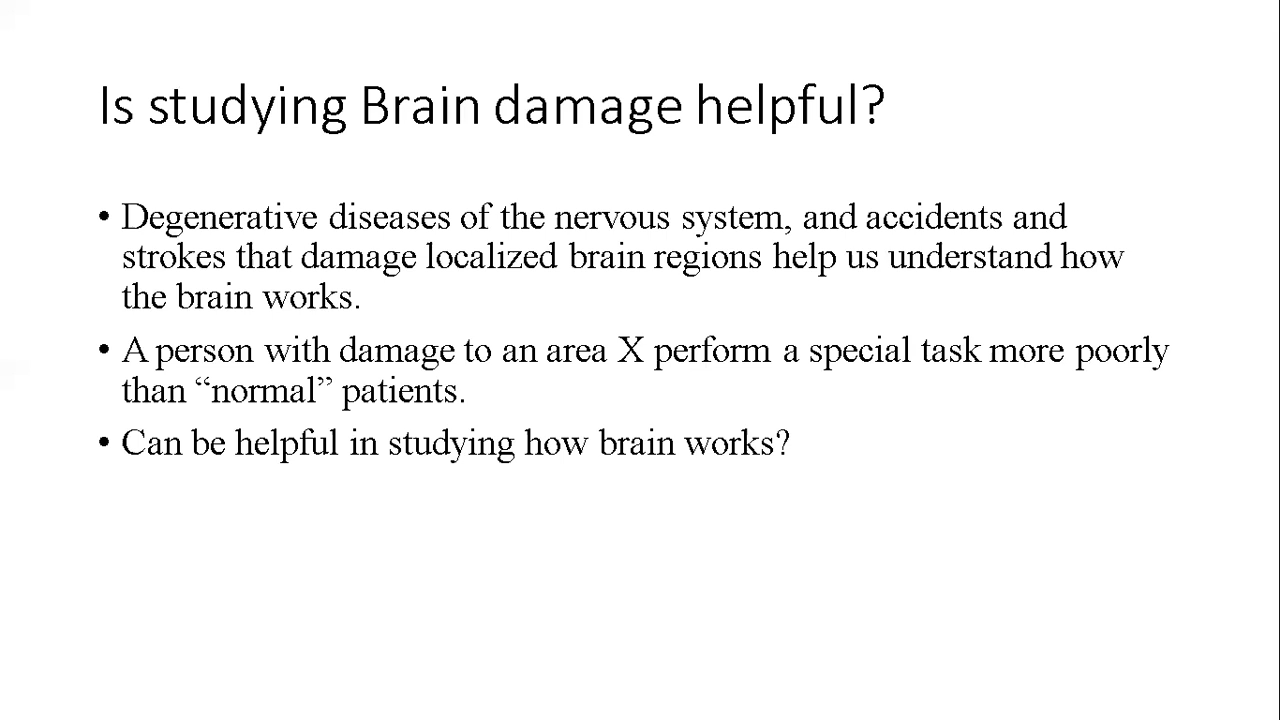 Is studying Brain damage helpful?
• Degenerative diseases of the nervous system, and accidents and
strokes that damage localized brain regions help us understand how
the brain works.
• A person with damage to an area X perform a special task more poorly
than “normal” patients.
• Can be helpful in studying how brain works?